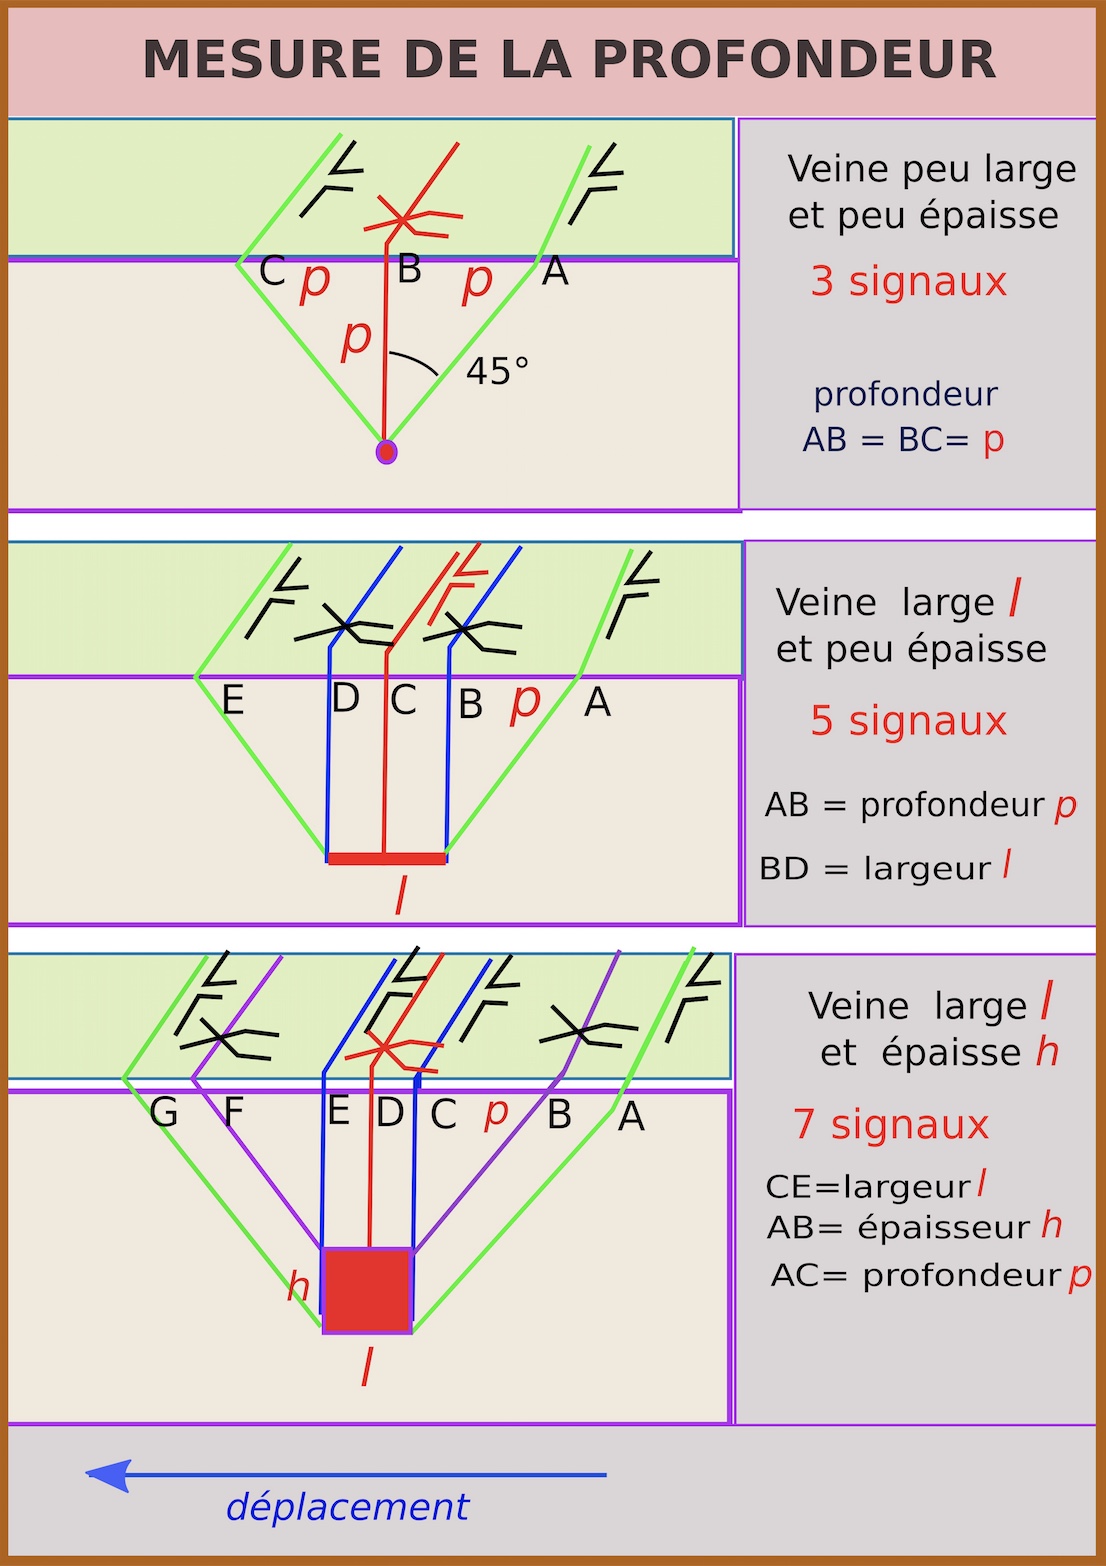 MESURE DE LA PROFONDEUR
Veine peu large
et peu épaisse
3 signaux
profondeur
AB = BC= p
C p B p A
p
45°
Veine large l
et peu épaisse
5 signaux
AB = profondeur p
BD = largeur l
E D C B p A
l
Veine large l
et épaisse h
7 signaux
CE=largeur l
AB= épaisseur h
AC= profondeur p
G F E D C p B A
h
l
déplacement